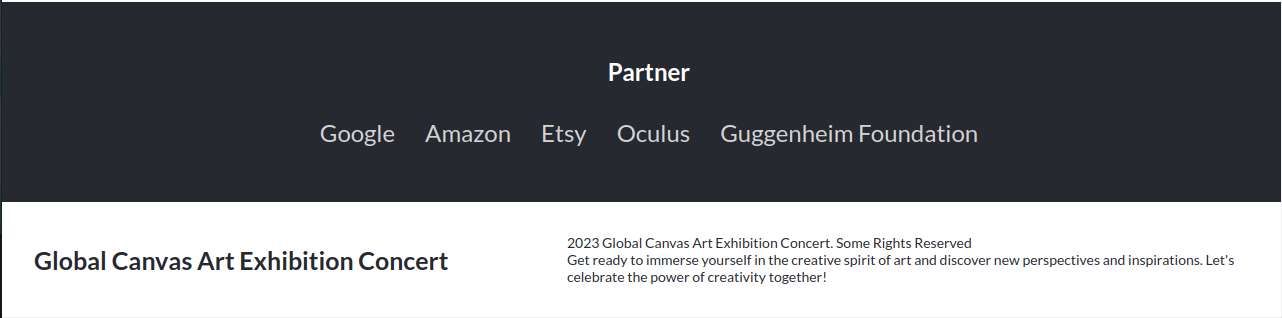 Partner
Google Amazon Etsy Oculus Guggenheim Foundation
Global Canvas Art Exhibition Concert
2023 Global Canvas Art Exhibition Concert. Some Rights Reserved
Get ready to immerse yourself in the creative spirit of art and discover new perspectives and inspirations. Let's
celebrate the power of creativity together!